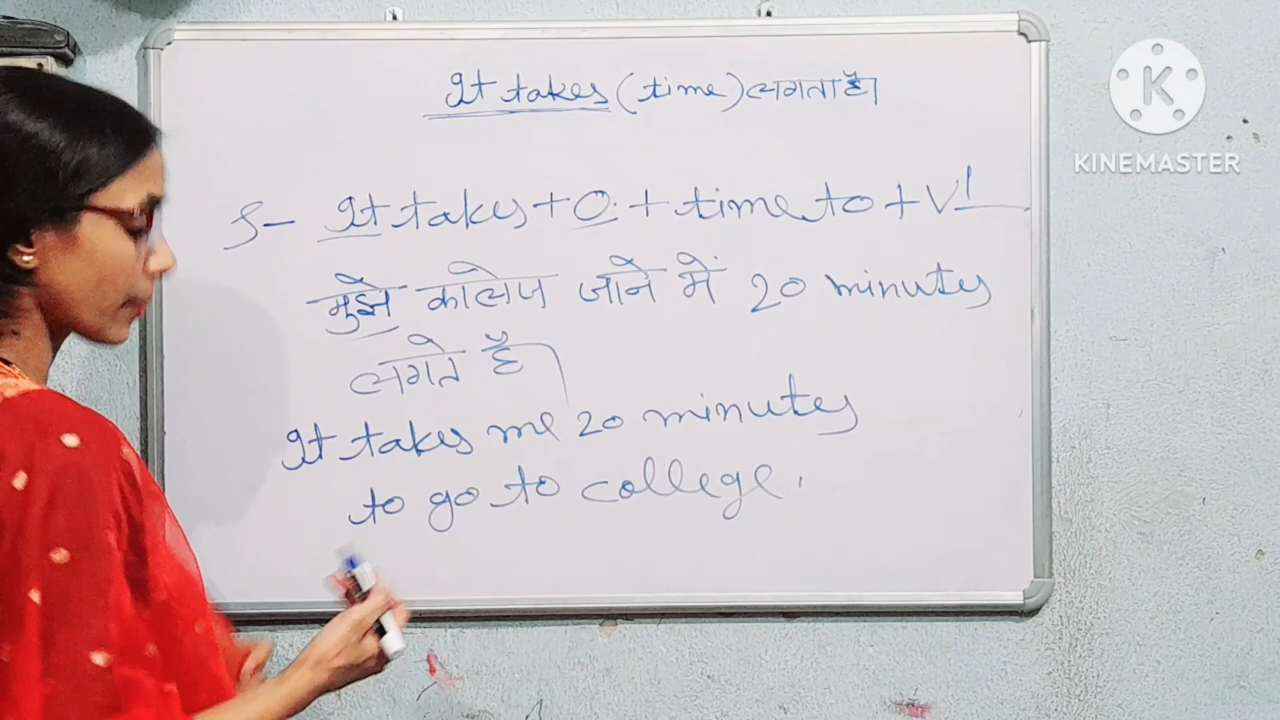 It takes (time) लगता है।
S- It takes + O. + time to + V1
मुझे कालेज जाने में 20 minutes
लगते है।
It takes me 20 minutes
to go to college.
K
KINEMASTER